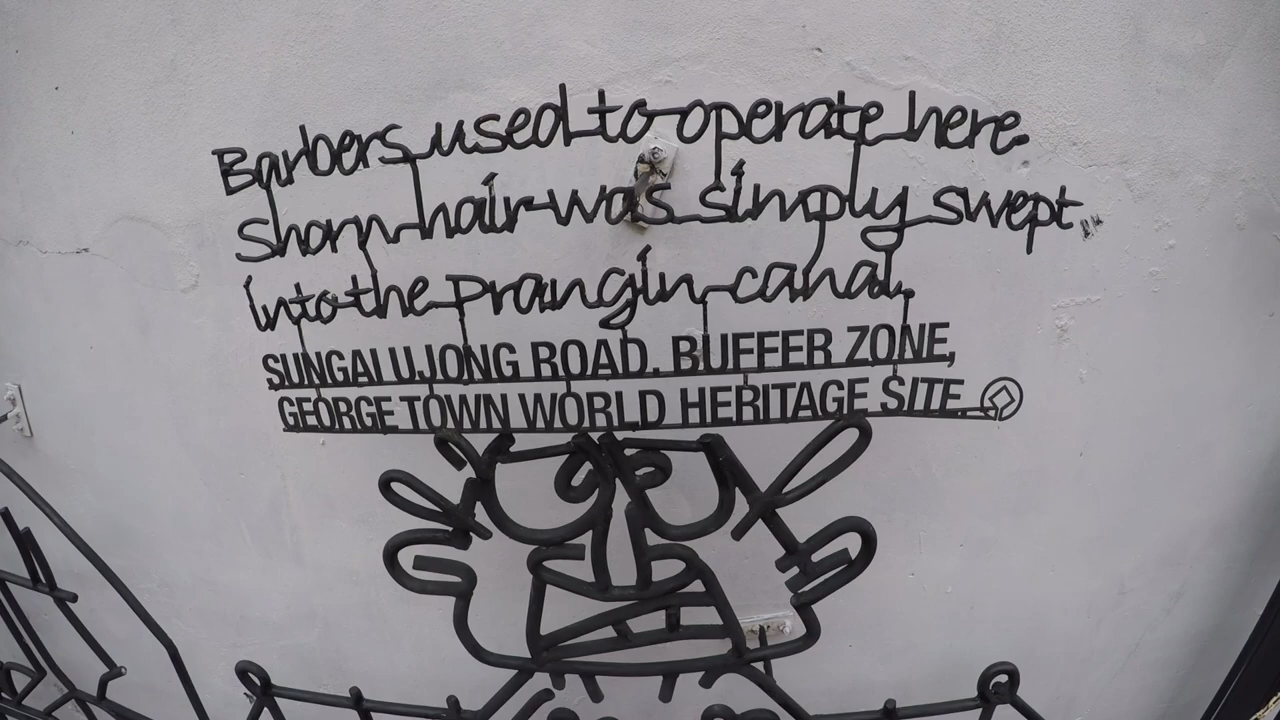 Barbers used to operate here.
Shorn hair was simply swept
into the prangin canal.
SUNGAI UJONG ROAD. BUFFER ZONE,
GEORGE TOWN WORLD HERITAGE SITE.